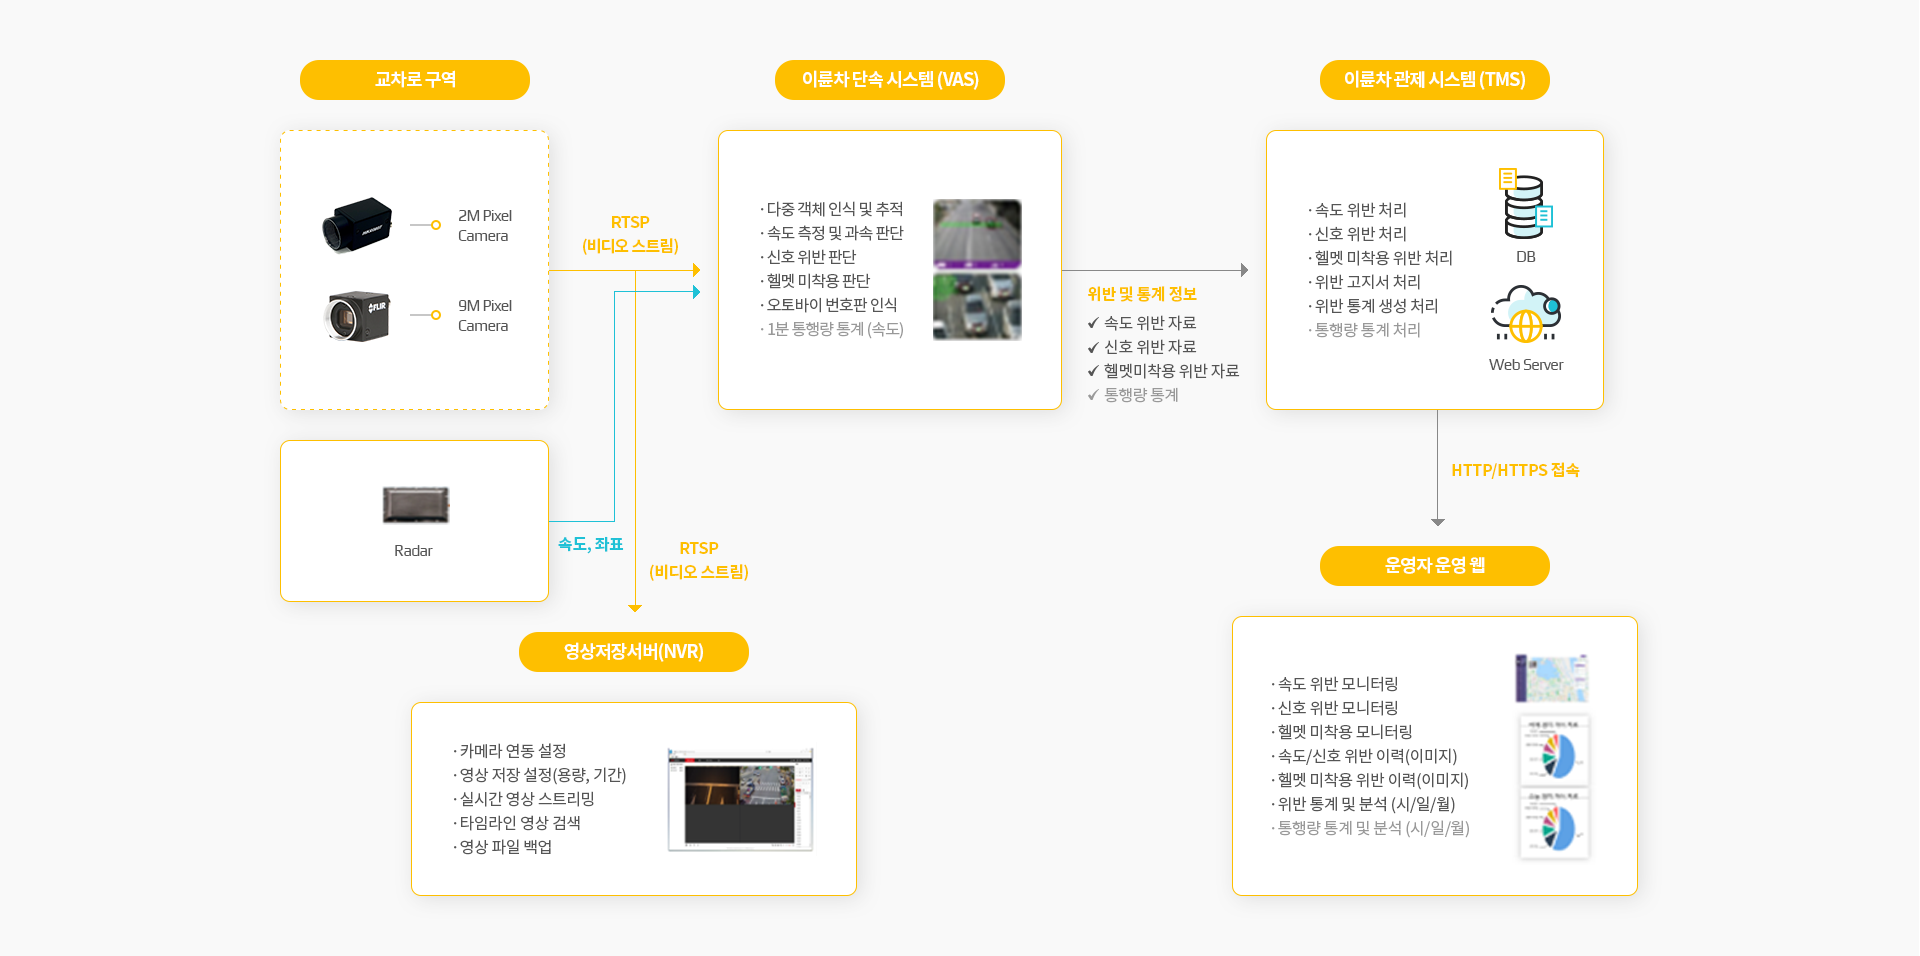 교차로 구역
2M Pixel
Camera
FLIR
9M Pixel
Camera
Radar
RTSP
(비디오 스트림)
속도, 좌표
RTSP
(비디오 스트림)
이륜차 단속 시스템 (VAS)
· 다중 객체 인식 및 추적
· 속도 측정 및 과속 판단
· 신호 위반 판단
· 헬멧 미착용 판단
· 오토바이 번호판 인식
· 1분 통행량 통계 (속도)
위반 및 통계 정보
✓ 속도 위반 자료
✓ 신호 위반 자료
✓ 헬멧미착용 위반 자료
✓ 통행량 통계
이륜차 관제 시스템 (TMS)
· 속도 위반 처리
· 신호 위반 처리
· 헬멧 미착용 위반 처리
· 위반 고지서 처리
· 위반 통계 생성 처리
· 통행량 통계 처리
DB
Web Server
HTTP/HTTPS 접속
영상저장서버(NVR)
· 카메라 연동 설정
· 영상 저장 설정(용량, 기간)
· 실시간 영상 스트리밍
· 타임라인 영상 검색
· 영상 파일 백업
운영자 운영 웹
· 속도 위반 모니터링
· 신호 위반 모니터링
· 헬멧 미착용 모니터링
· 속도/신호 위반 이력(이미지)
· 헬멧 미착용 위반 이력(이미지)
· 위반 통계 및 분석 (시/일/월)
· 통행량 통계 및 분석 (시/일/월)